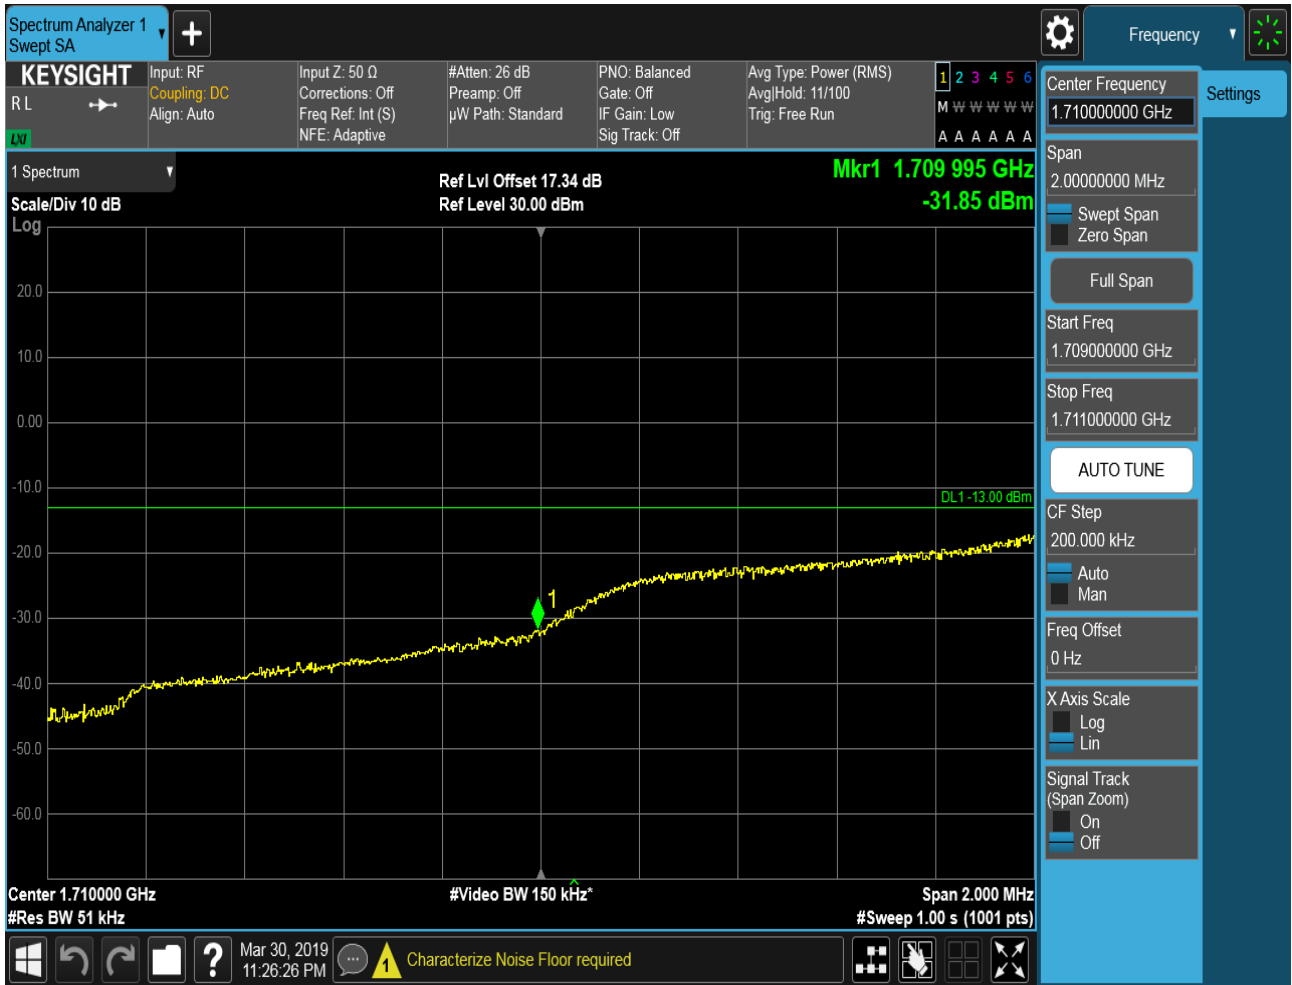 Spectrum Analyzer 1
Swept SA
Frequency
KEYSIGHT
R L
LXI
Input: RF
Coupling: DC
Align: Auto
Input Z: 50 Ω
Corrections: Off
Freq Ref: Int (S)
NFE: Adaptive
#Atten: 26 dB
Preamp: Off
µW Path: Standard
PNO: Balanced
Gate: Off
IF Gain: Low
Sig Track: Off
Avg Type: Power (RMS)
Avg|Hold: 11/100
Trig: Free Run
1 2 3 4 5 6
M W W W W W
A A A A A A
1 Spectrum
Scale/Div 10 dB
Log
Ref Lvl Offset 17.34 dB
Ref Level 30.00 dBm
Mkr1 1.709 995 GHz
-31.85 dBm
20.0
10.0
0.00
-10.0
-20.0
-30.0
-40.0
-50.0
-60.0
DL1 -13.00 dBm
1
Center 1.710000 GHz
#Res BW 51 kHz
#Video BW 150 kHz*
Span 2.000 MHz
#Sweep 1.00 s (1001 pts)
Center Frequency
1.710000000 GHz
Settings
Span
2.00000000 MHz
Swept Span
Zero Span
Full Span
Start Freq
1.709000000 GHz
Stop Freq
1.711000000 GHz
AUTO TUNE
CF Step
200.000 kHz
Auto
Man
Freq Offset
0 Hz
X Axis Scale
Log
Lin
Signal Track
(Span Zoom)
On
Off
?
Mar 30, 2019
11:26:26 PM
1
Characterize Noise Floor required